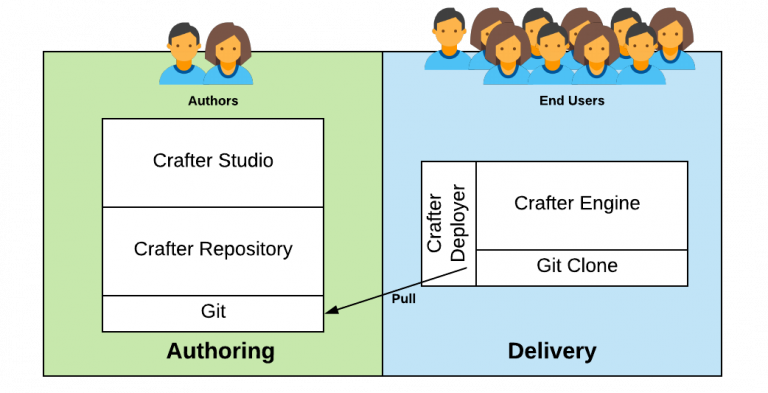 Authors
End Users
Crafter Studio
Crafter Repository
Git
Authoring
Crafter
Deployer
Crafter Engine
Git Clone
Pull
Delivery